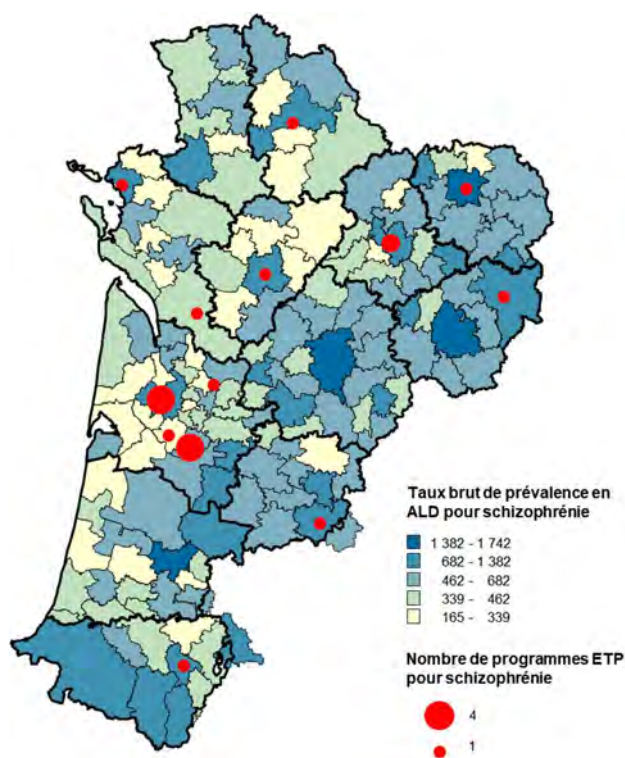 Taux brut de prévalence en
ALD pour schizophrénie
1 382 - 1 742
682 - 1 382
462 - 682
339 - 462
165 - 339
Nombre de programmes ETP
pour schizophrénie
4
1